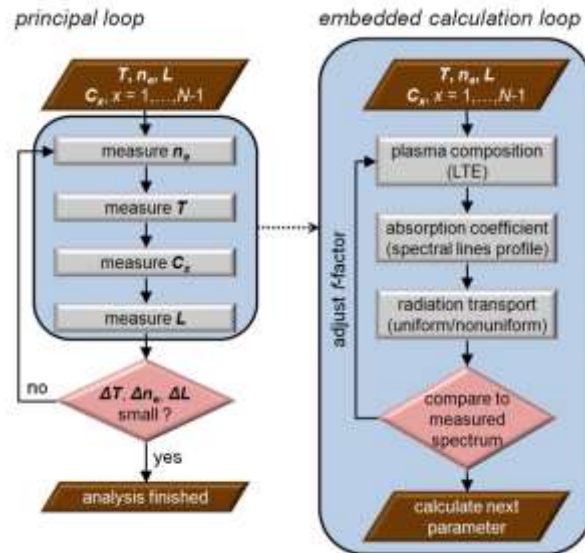 principal loop
T, nₑ, L
Cₓ, x = 1,...,N-1
measure nₑ
measure T
measure Cₓ
measure L
no
ΔT, Δnₑ, ΔL
small ?
yes
analysis finished
embedded calculation loop
T, nₑ, L
Cₓ, x = 1,...,N-1
plasma composition
(LTE)
absorption coefficient
(spectral lines profile)
radiation transport
(uniform/nonuniform)
adjust f-factor
compare to
measured
spectrum
calculate next
parameter